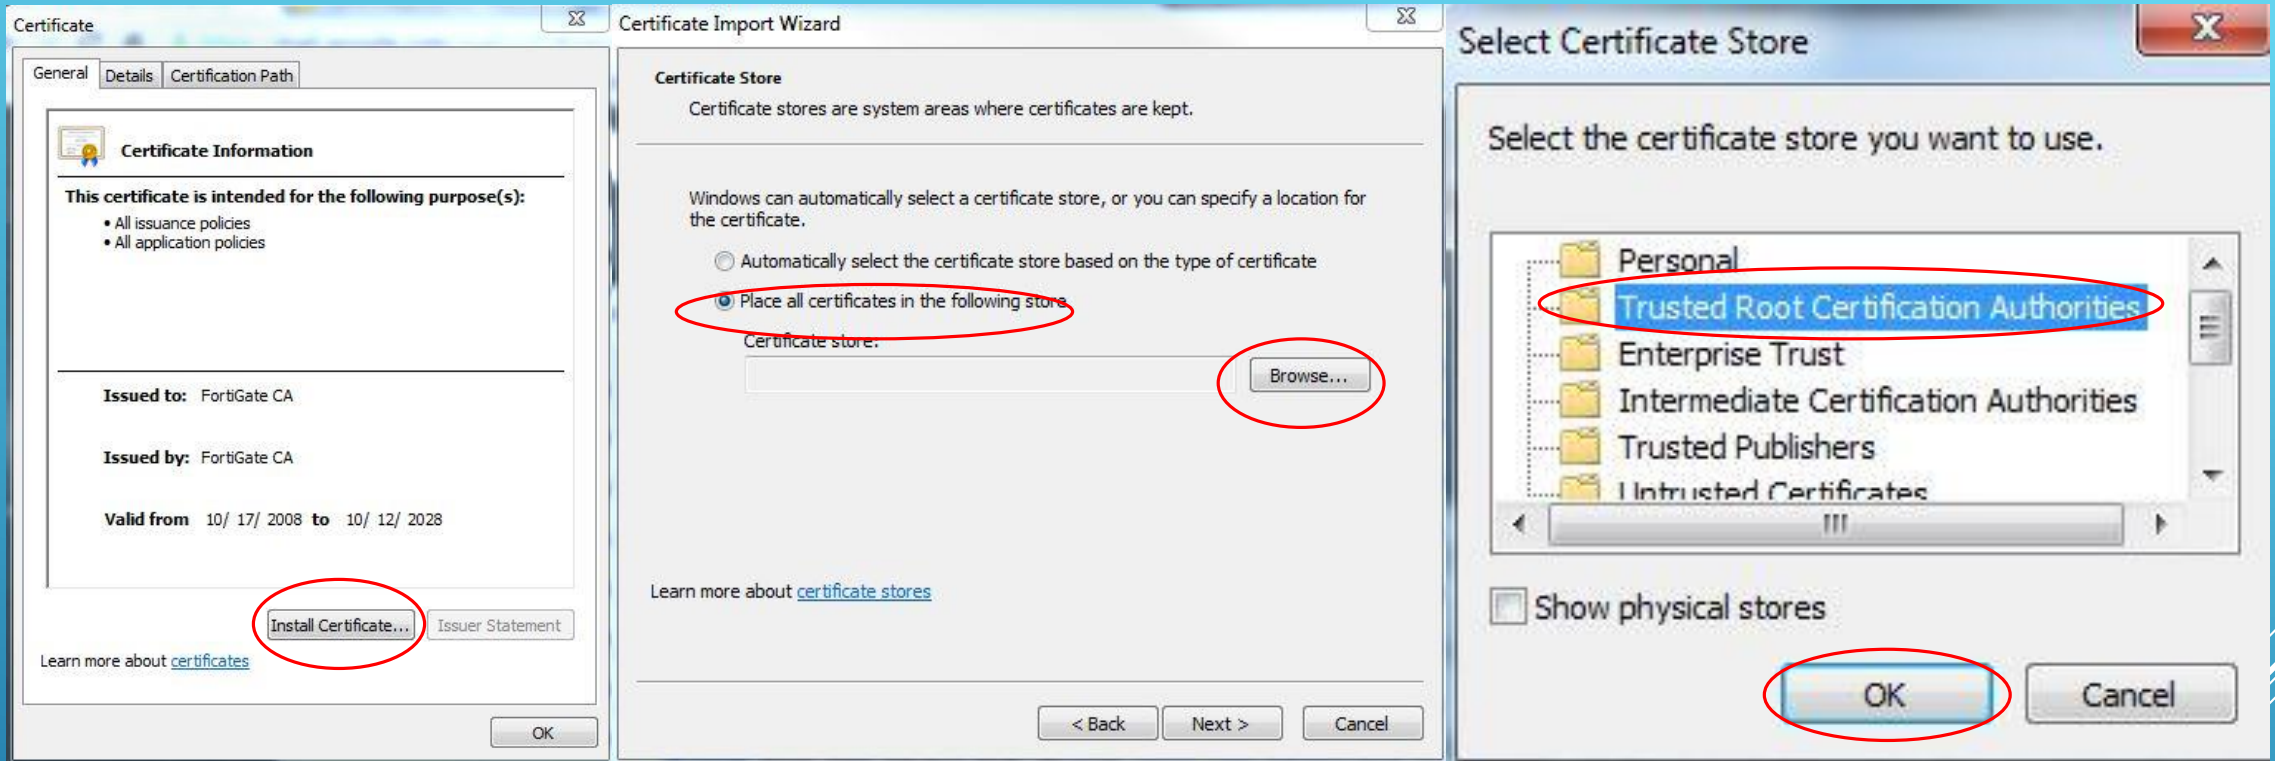 Certificate
General Details Certification Path
Certificate Information
This certificate is intended for the following purpose(s):
• All issuance policies
• All application policies
Issued to: FortiGate CA
Issued by: FortiGate CA
Valid from 10/ 17/ 2008 to 10/ 12/ 2028
Install Certificate... Issuer Statement
Learn more about certificates
OK
Certificate Import Wizard
Certificate Store
Certificate stores are system areas where certificates are kept.
Windows can automatically select a certificate store, or you can specify a location for
the certificate.
Automatically select the certificate store based on the type of certificate
Place all certificates in the following store
Certificate store:
Browse...
Learn more about certificate stores
< Back Next > Cancel
Select Certificate Store
Select the certificate store you want to use.
Personal
Trusted Root Certification Authorities
Enterprise Trust
Intermediate Certification Authorities
Trusted Publishers
Untrusted Certificates
Show physical stores
OK Cancel